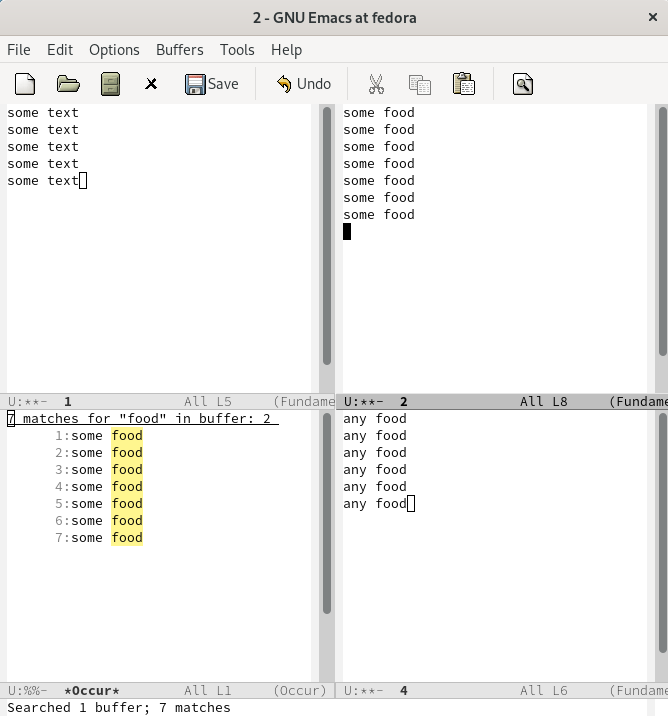 2 - GNU Emacs at fedora
File Edit Options Buffers Tools Help
Save Undo
some text
some text
some text
some text
some text
U:**- 1 All L5 (Fundame
some food
some food
some food
some food
some food
some food
some food
U:**- 2 All L8 (Fundame
7 matches for "food" in buffer: 2
1:some food
2:some food
3:some food
4:some food
5:some food
6:some food
7:some food
U:%%- *Occur* All L1 (Occur)
any food
any food
any food
any food
any food
any food
U:**- 4 All L6 (Fundame
Searched 1 buffer; 7 matches